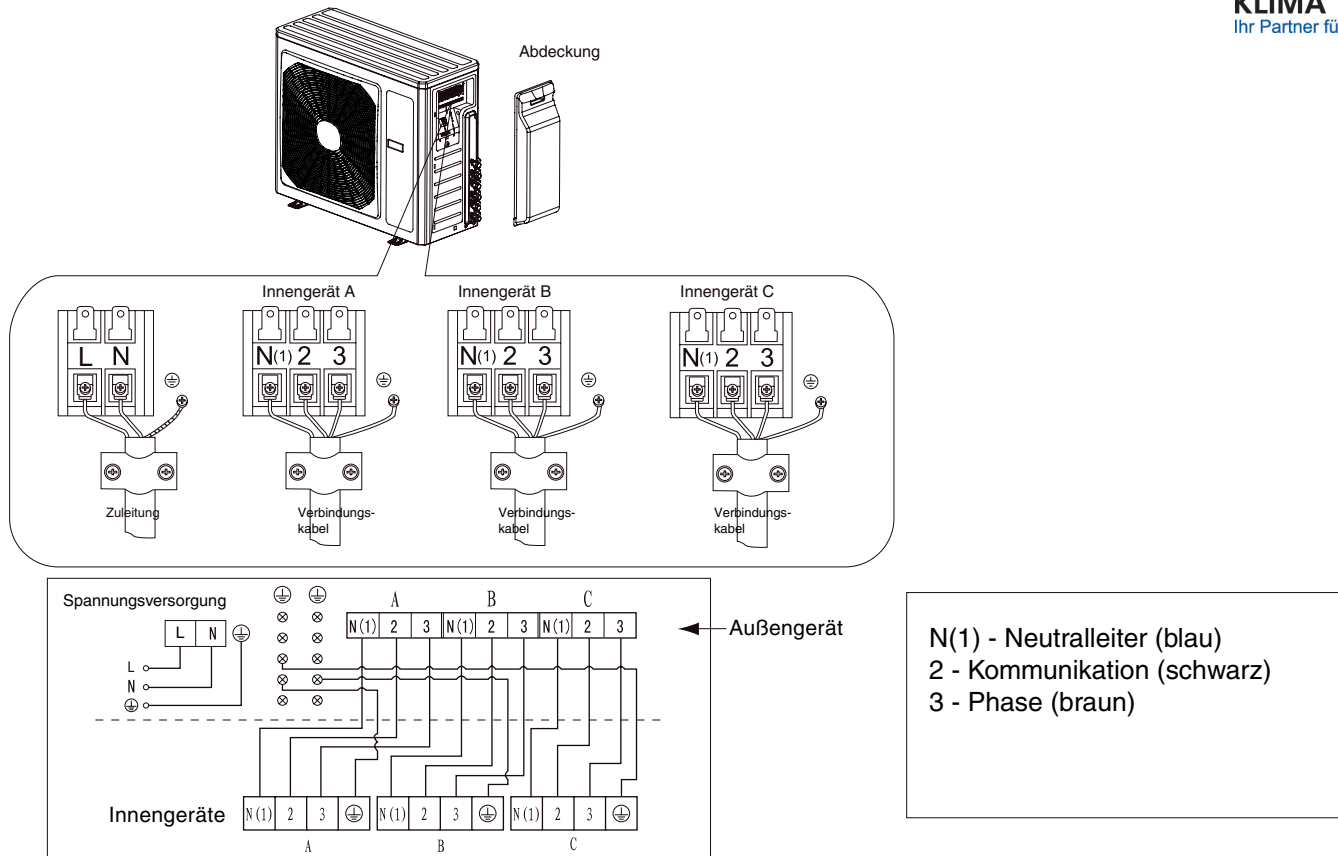 KLIMA
Ihr Partner fü
Abdeckung
Innengerät A
Innengerät B
Innengerät C
L N
N(1) 2 3
N(1) 2 3
N(1) 2 3
Zuleitung
Verbindungs-
kabel
Verbindungs-
kabel
Verbindungs-
kabel
Spannungsversorgung
A B C
L N
N(1) 2 3 N(1) 2 3 N(1) 2 3
Außengerät
L
N
Innengeräte
N(1) 2 3
N(1) 2 3
N(1) 2 3
A B C
N(1) - Neutralleiter (blau)
2 - Kommunikation (schwarz)
3 - Phase (braun)